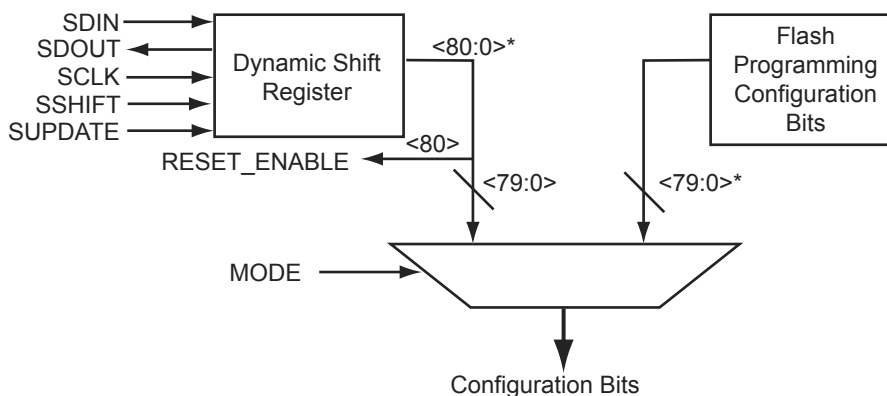 SDIN
SDOUT
SCLK
SSHIFT
SUPDATE
Dynamic Shift
Register
<80:0>*
Flash
Programming
Configuration
Bits
<80>
RESET_ENABLE
<79:0>
<79:0>*
MODE
Configuration Bits